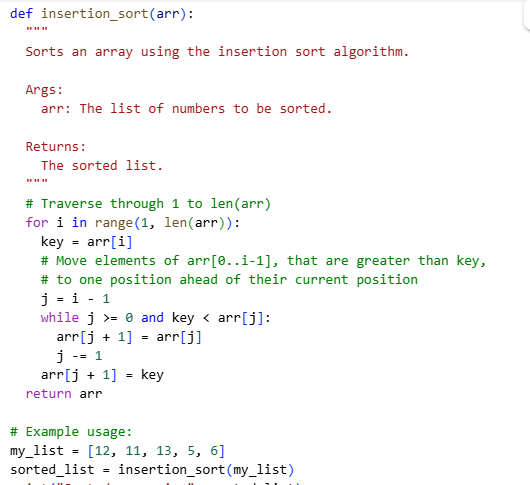 def insertion_sort(arr):
  """
  Sorts an array using the insertion sort algorithm.

  Args:
    arr: The list of numbers to be sorted.

  Returns:
    The sorted list.
  """
  # Traverse through 1 to len(arr)
  for i in range(1, len(arr)):
    key = arr[i]
    # Move elements of arr[0..i-1], that are greater than key,
    # to one position ahead of their current position
    j = i - 1
    while j >= 0 and key < arr[j]:
      arr[j + 1] = arr[j]
      j -= 1
    arr[j + 1] = key
  return arr

# Example usage:
my_list = [12, 11, 13, 5, 6]
sorted_list = insertion_sort(my_list)